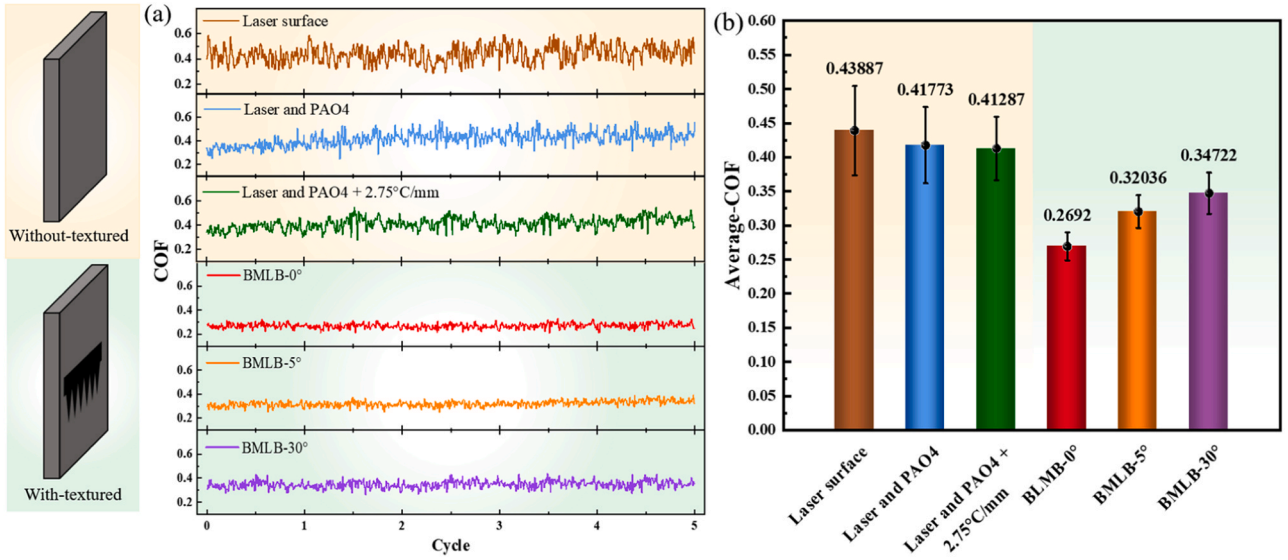 Without-textured
With-textured
(a)
COF
Laser surface
0.6
0.4
0.2
Laser and PAO4
0.6
0.4
0.2
Laser and PAO4 + 2.75°C/mm
0.6
0.4
0.2
BMLB-0°
0.6
0.4
0.2
BMLB-5°
0.6
0.4
0.2
BMLB-30°
0.6
0.4
0.2
0 1 2 3 4 5
Cycle
(b)
Average-COF
0.60
0.55
0.50
0.45
0.40
0.35
0.30
0.25
0.20
0.15
0.10
0.05
0.00
0.43887
0.41773
0.41287
0.2692
0.32036
0.34722
Laser surface
Laser and PAO4
Laser and PAO4 +
2.75°C/mm
BLMB-0°
BMLB-5°
BMLB-30°